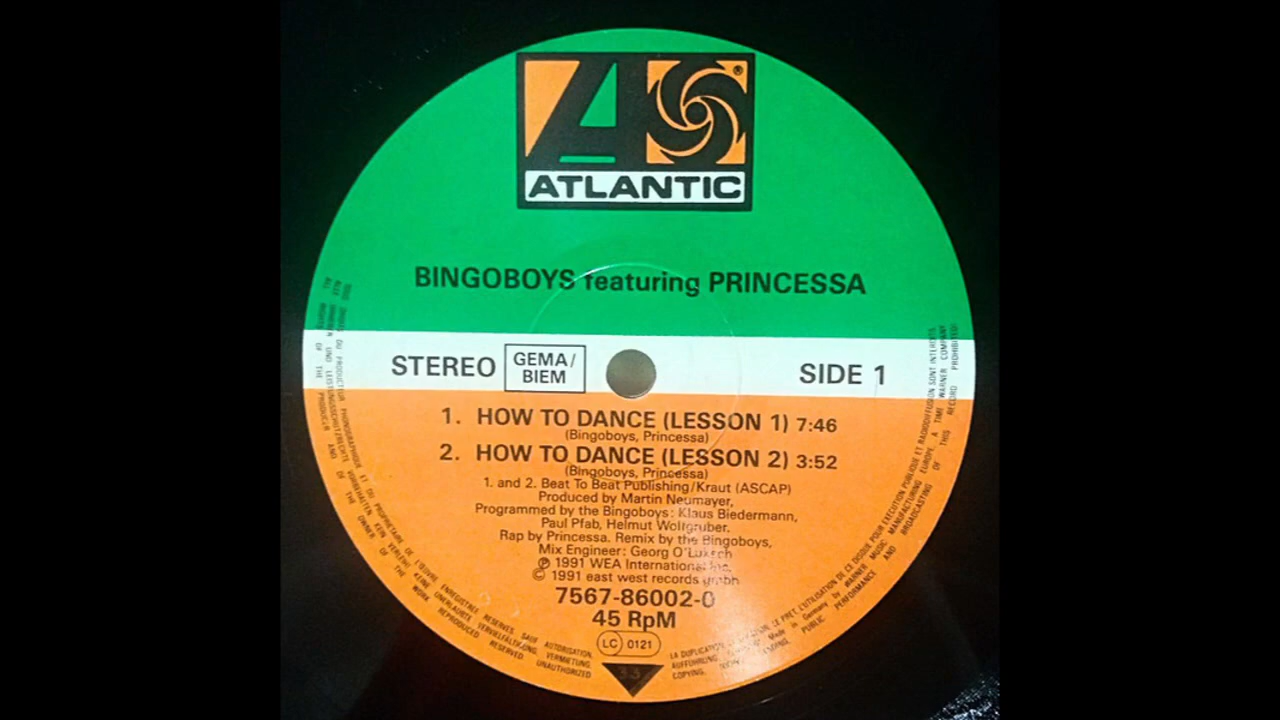 ATLANTIC
®
BINGOBOYS featuring PRINCESSA
STEREO GEMA/ BIEM SIDE 1
1. HOW TO DANCE (LESSON 1) 7:46
(Bingoboys, Princessa)
2. HOW TO DANCE (LESSON 2) 3:52
(Bingoboys, Princessa)
1. and 2. Beat To Beat Publishing/Kraut (ASCAP)
Produced by Martin Neumayer,
Programmed by the Bingoboys: Klaus Biedermann,
Paul Pfab, Helmut Wolfgruber.
Rap by Princessa. Remix by the Bingoboys,
Mix Engineer: Georg O'Luksch
℗ 1991 WEA International Inc.
© 1991 east west records gmbh
7567-86002-0
45 RpM
LC 0121
33